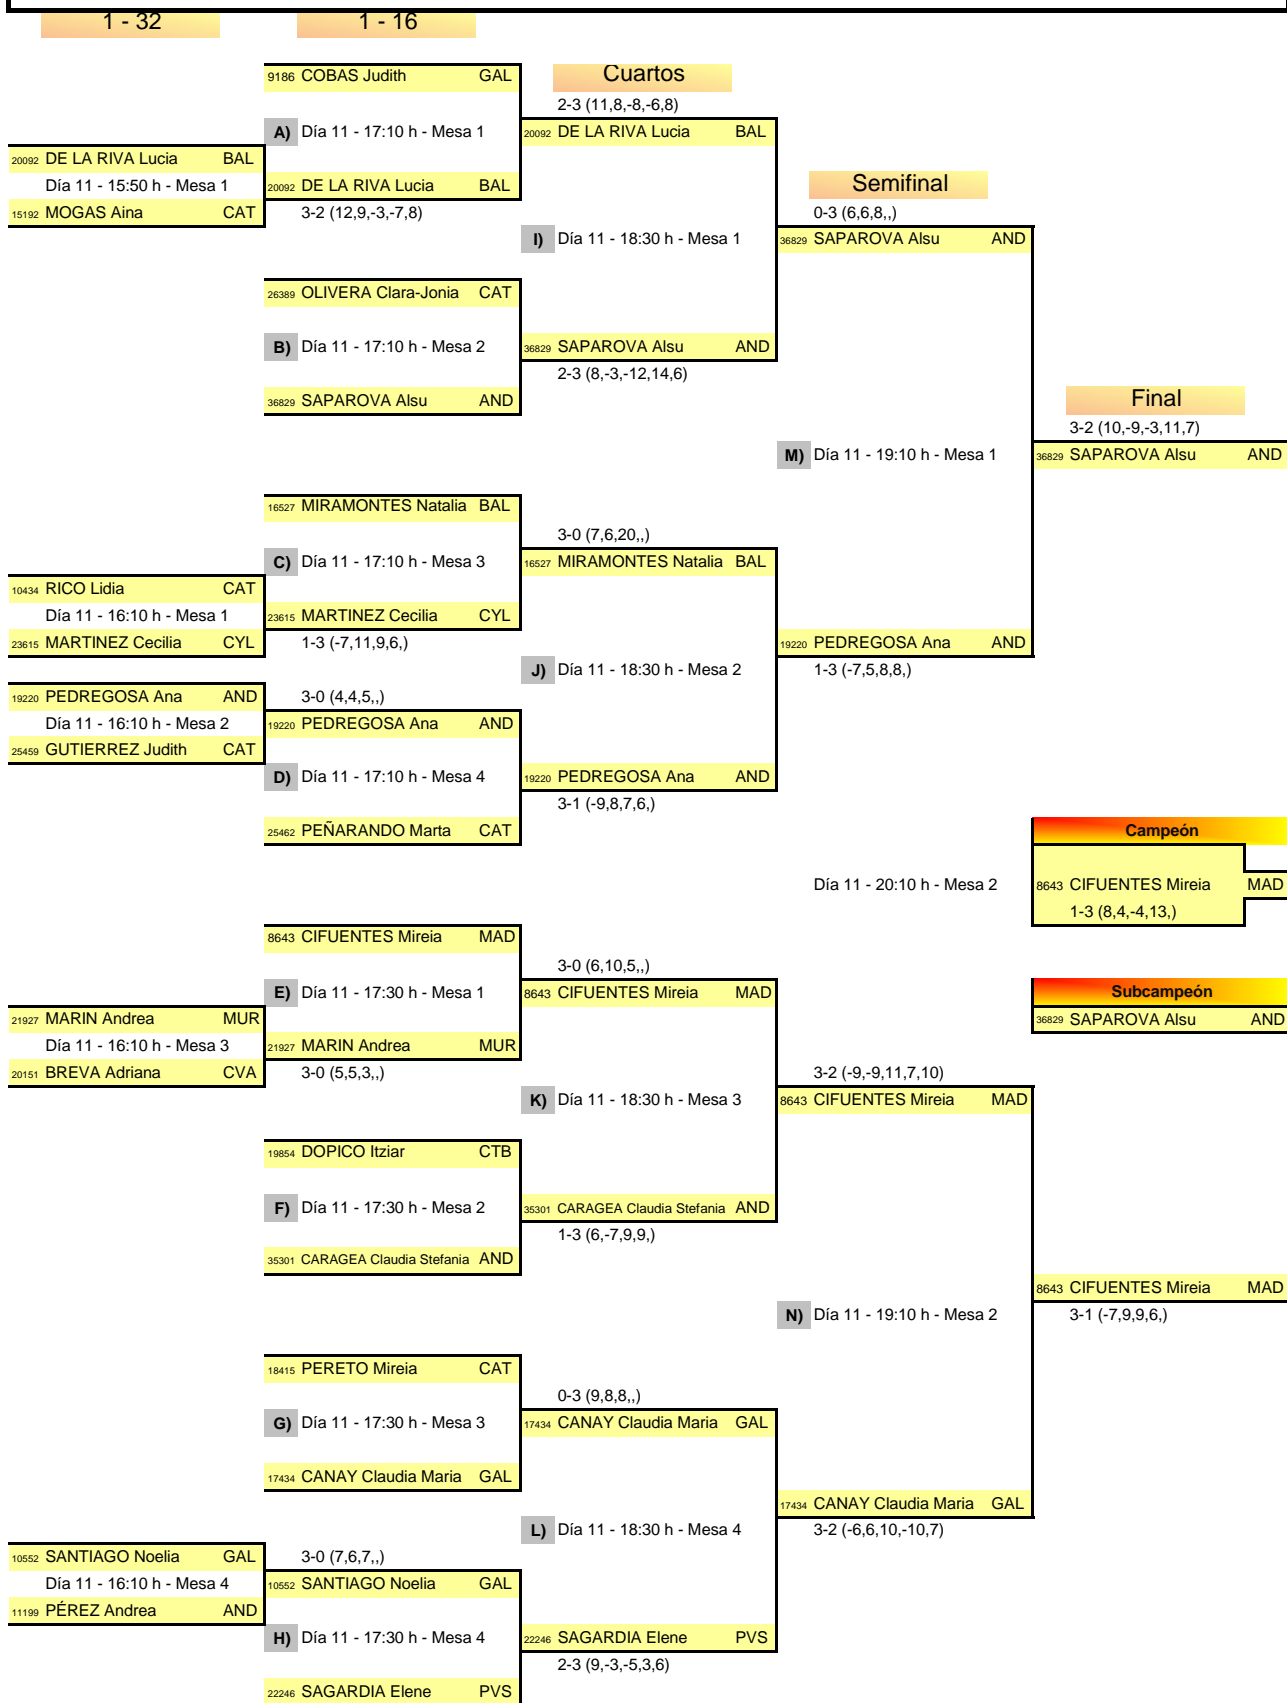 1 - 32
1 - 16
9186 COBAS Judith GAL
Cuartos
2-3 (11,8,-8,-6,8)
A) Día 11 - 17:10 h - Mesa 1
20092 DE LA RIVA Lucia BAL
20092 DE LA RIVA Lucia BAL
Día 11 - 15:50 h - Mesa 1
20092 DE LA RIVA Lucia BAL
Semifinal
15192 MOGAS Aina CAT
3-2 (12,9,-3,-7,8)
0-3 (6,6,8,,)
I) Día 11 - 18:30 h - Mesa 1
36829 SAPAROVA Alsu AND
26389 OLIVERA Clara-Jonia CAT
B) Día 11 - 17:10 h - Mesa 2
36829 SAPAROVA Alsu AND
2-3 (8,-3,-12,14,6)
36829 SAPAROVA Alsu AND
Final
3-2 (10,-9,-3,11,7)
M) Día 11 - 19:10 h - Mesa 1
36829 SAPAROVA Alsu AND
16527 MIRAMONTES Natalia BAL
3-0 (7,6,20,,)
C) Día 11 - 17:10 h - Mesa 3
16527 MIRAMONTES Natalia BAL
10434 RICO Lidia CAT
Día 11 - 16:10 h - Mesa 1
23615 MARTINEZ Cecilia CYL
23615 MARTINEZ Cecilia CYL
1-3 (-7,11,9,6,)
19220 PEDREGOSA Ana AND
J) Día 11 - 18:30 h - Mesa 2
1-3 (-7,5,8,8,)
19220 PEDREGOSA Ana AND
3-0 (4,4,5,,)
Día 11 - 16:10 h - Mesa 2
19220 PEDREGOSA Ana AND
25459 GUTIERREZ Judith CAT
D) Día 11 - 17:10 h - Mesa 4
19220 PEDREGOSA Ana AND
3-1 (-9,8,7,6,)
25462 PEÑARANDO Marta CAT
Campeón
Día 11 - 20:10 h - Mesa 2
8643 CIFUENTES Mireia MAD
1-3 (8,4,-4,13,)
8643 CIFUENTES Mireia MAD
3-0 (6,10,5,,)
E) Día 11 - 17:30 h - Mesa 1
8643 CIFUENTES Mireia MAD
Subcampeón
21927 MARIN Andrea MUR
36829 SAPAROVA Alsu AND
Día 11 - 16:10 h - Mesa 3
21927 MARIN Andrea MUR
20151 BREVA Adriana CVA
3-0 (5,5,3,,)
3-2 (-9,-9,11,7,10)
K) Día 11 - 18:30 h - Mesa 3
8643 CIFUENTES Mireia MAD
19854 DOPICO Itziar CTB
F) Día 11 - 17:30 h - Mesa 2
35301 CARAGEA Claudia Stefania AND
1-3 (6,-7,9,9,)
35301 CARAGEA Claudia Stefania AND
8643 CIFUENTES Mireia MAD
N) Día 11 - 19:10 h - Mesa 2
3-1 (-7,9,9,6,)
18415 PERETO Mireia CAT
0-3 (9,8,8,,)
G) Día 11 - 17:30 h - Mesa 3
17434 CANAY Claudia Maria GAL
17434 CANAY Claudia Maria GAL
17434 CANAY Claudia Maria GAL
L) Día 11 - 18:30 h - Mesa 4
3-2 (-6,6,10,-10,7)
10552 SANTIAGO Noelia GAL
3-0 (7,6,7,,)
Día 11 - 16:10 h - Mesa 4
10552 SANTIAGO Noelia GAL
11199 PÉREZ Andrea AND
H) Día 11 - 17:30 h - Mesa 4
22246 SAGARDIA Elene PVS
2-3 (9,-3,-5,3,6)
22246 SAGARDIA Elene PVS